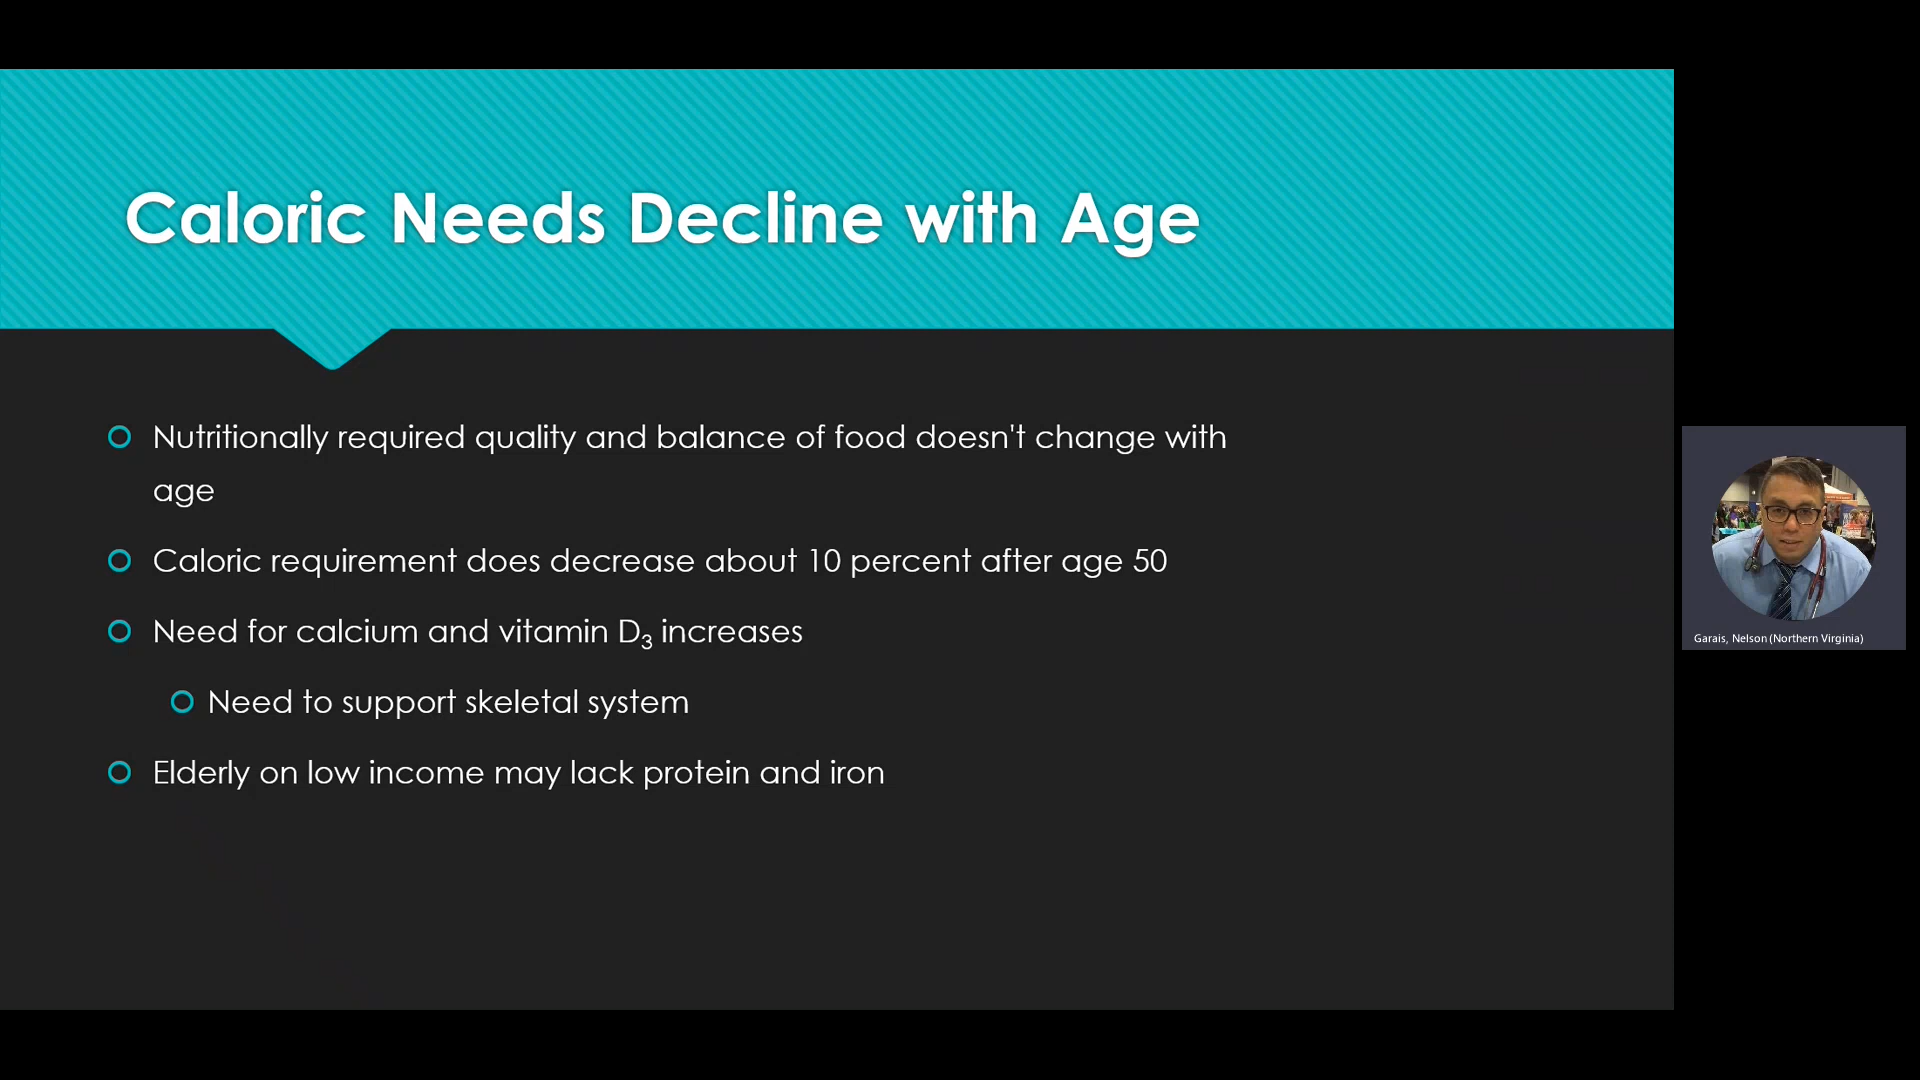 Caloric Needs Decline with Age
Nutritionally required quality and balance of food doesn't change with
age
Caloric requirement does decrease about 10 percent after age 50
Need for calcium and vitamin D3 increases
Need to support skeletal system
Elderly on low income may lack protein and iron
Garais, Nelson (Northern Virginia)